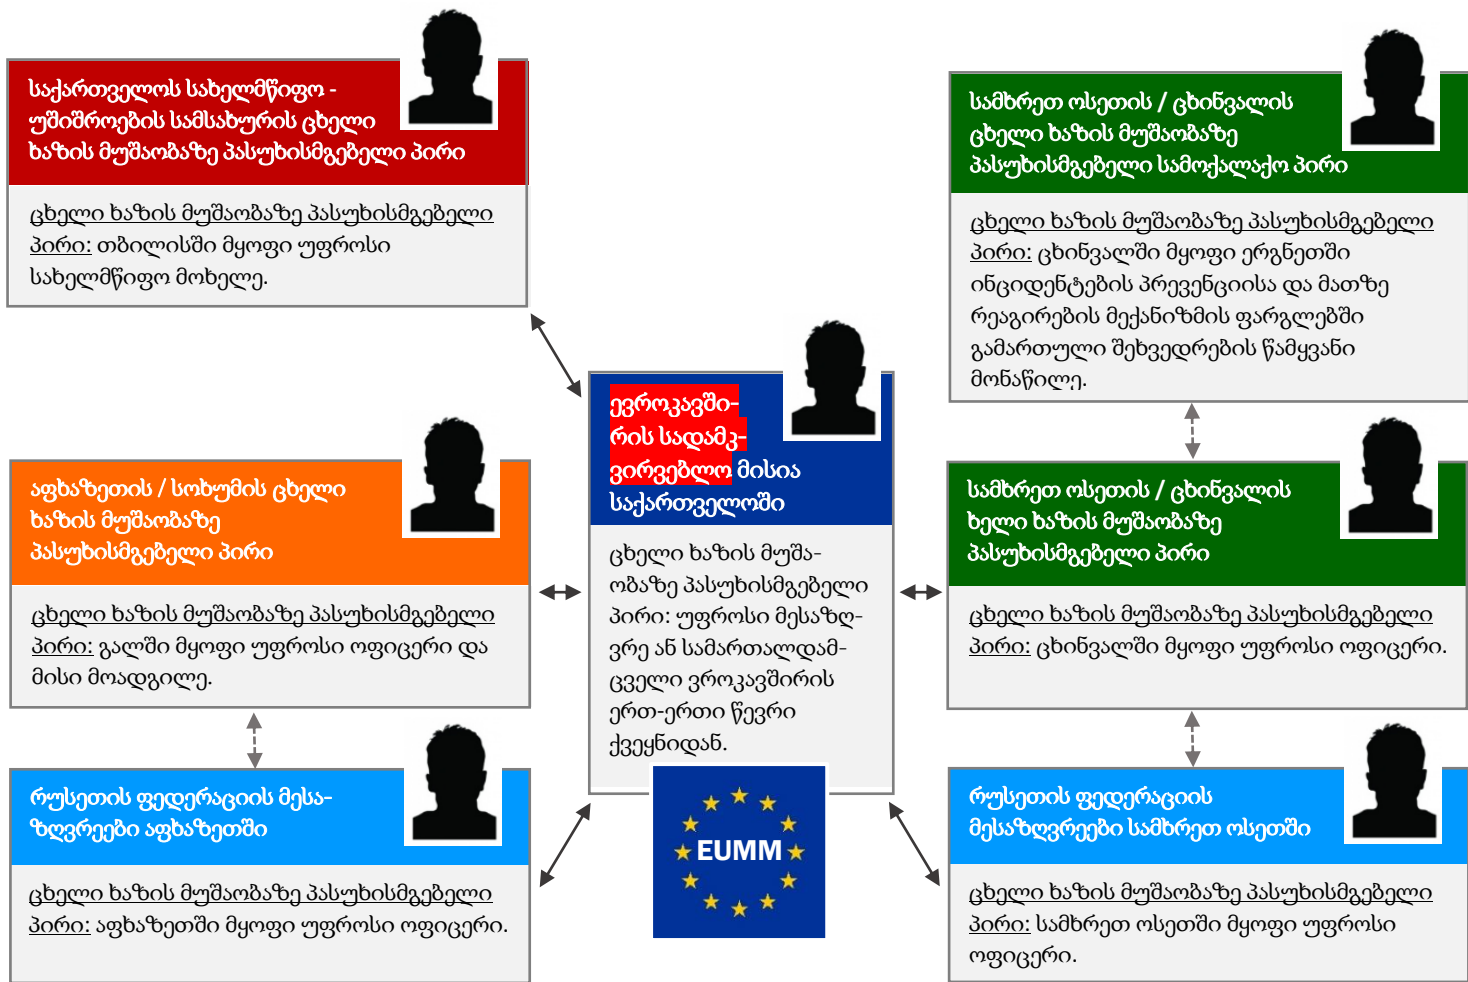 საქართველოს სახელმწიფო -
უშიშროების სამსახურის ცხელი
ხაზის მუშაობაზე პასუხისმგებელი პირი
ცხელი ხაზის მუშაობაზე პასუხისმგებელი
პირი: თბილისში მყოფი უფროსი
სახელმწიფო მოხელე.
აფხაზეთის / სოხუმის ცხელი
ხაზის მუშაობაზე
პასუხისმგებელი პირი
ცხელი ხაზის მუშაობაზე პასუხისმგებელი
პირი: გალში მყოფი უფროსი ოფიცერი და
მისი მოადგილე.
რუსეთის ფედერაციის მესა-
ზღვრეები აფხაზეთში
ცხელი ხაზის მუშაობაზე პასუხისმგებელი
პირი: აფხაზეთში მყოფი უფროსი ოფიცერი.
ევროკავში-
რის სადამკ-
ვირვებლო მისია
საქართველოში
ცხელი ხაზის მუშა-
ობაზე პასუხისმგებელი
პირი: უფროსი მესაზღ-
ვრე ან სამართალდამ-
ცველი ვროკავშირის
ერთ-ერთი წევრი
ქვეყნიდან.
EUMM
სამხრეთ ოსეთის / ცხინვალის
ცხელი ხაზის მუშაობაზე
პასუხისმგებელი სამოქალაქო პირი
ცხელი ხაზის მუშაობაზე პასუხისმგებელი
პირი: ცხინვალში მყოფი ერგნეთში
ინციდენტების პრევენციისა და მათზე
რეაგირების მექანიზმის ფარგლებში
გამართული შეხვედრების წამყვანი
მონაწილე.
სამხრეთ ოსეთის / ცხინვალის
ხელი ხაზის მუშაობაზე
პასუხისმგებელი პირი
ცხელი ხაზის მუშაობაზე პასუხისმგებელი
პირი: ცხინვალში მყოფი უფროსი ოფიცერი.
რუსეთის ფედერაციის
მესაზღვრეები სამხრეთ ოსეთში
ცხელი ხაზის მუშაობაზე პასუხისმგებელი
პირი: სამხრეთ ოსეთში მყოფი უფროსი
ოფიცერი.